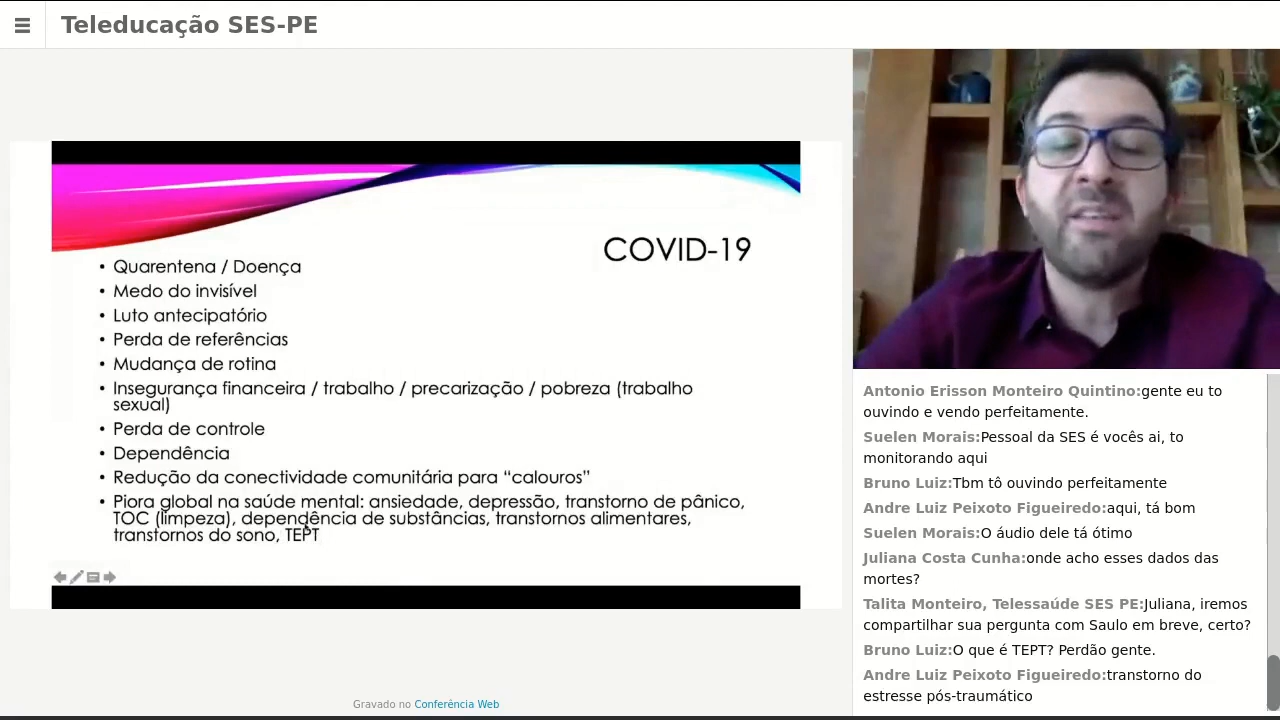 Teleducação SES-PE
COVID-19
• Quarentena / Doença
• Medo do invisível
• Luto antecipatório
• Perda de referências
• Mudança de rotina
• Insegurança financeira / trabalho / precarização / pobreza (trabalho
sexual)
• Perda de controle
• Dependência
• Redução da conectividade comunitária para “calouros”
• Piora global na saúde mental: ansiedade, depressão, transtorno de pânico,
TOC (limpeza), dependência de substâncias, transtornos alimentares,
transtornos do sono, TEPT
Gravado no Conferência Web
Antonio Erisson Monteiro Quintino:gente eu to
ouvindo e vendo perfeitamente.
Suelen Morais:Pessoal da SES é vocês ai, to
monitorando aqui
Bruno Luiz:Tbm tô ouvindo perfeitamente
Andre Luiz Peixoto Figueiredo:aqui, tá bom
Suelen Morais:O áudio dele tá ótimo
Juliana Costa Cunha:onde acho esses dados das
mortes?
Talita Monteiro, Telessaúde SES PE:Juliana, iremos
compartilhar sua pergunta com Saulo em breve, certo?
Bruno Luiz:O que é TEPT? Perdão gente.
Andre Luiz Peixoto Figueiredo:transtorno do
estresse pós-traumático